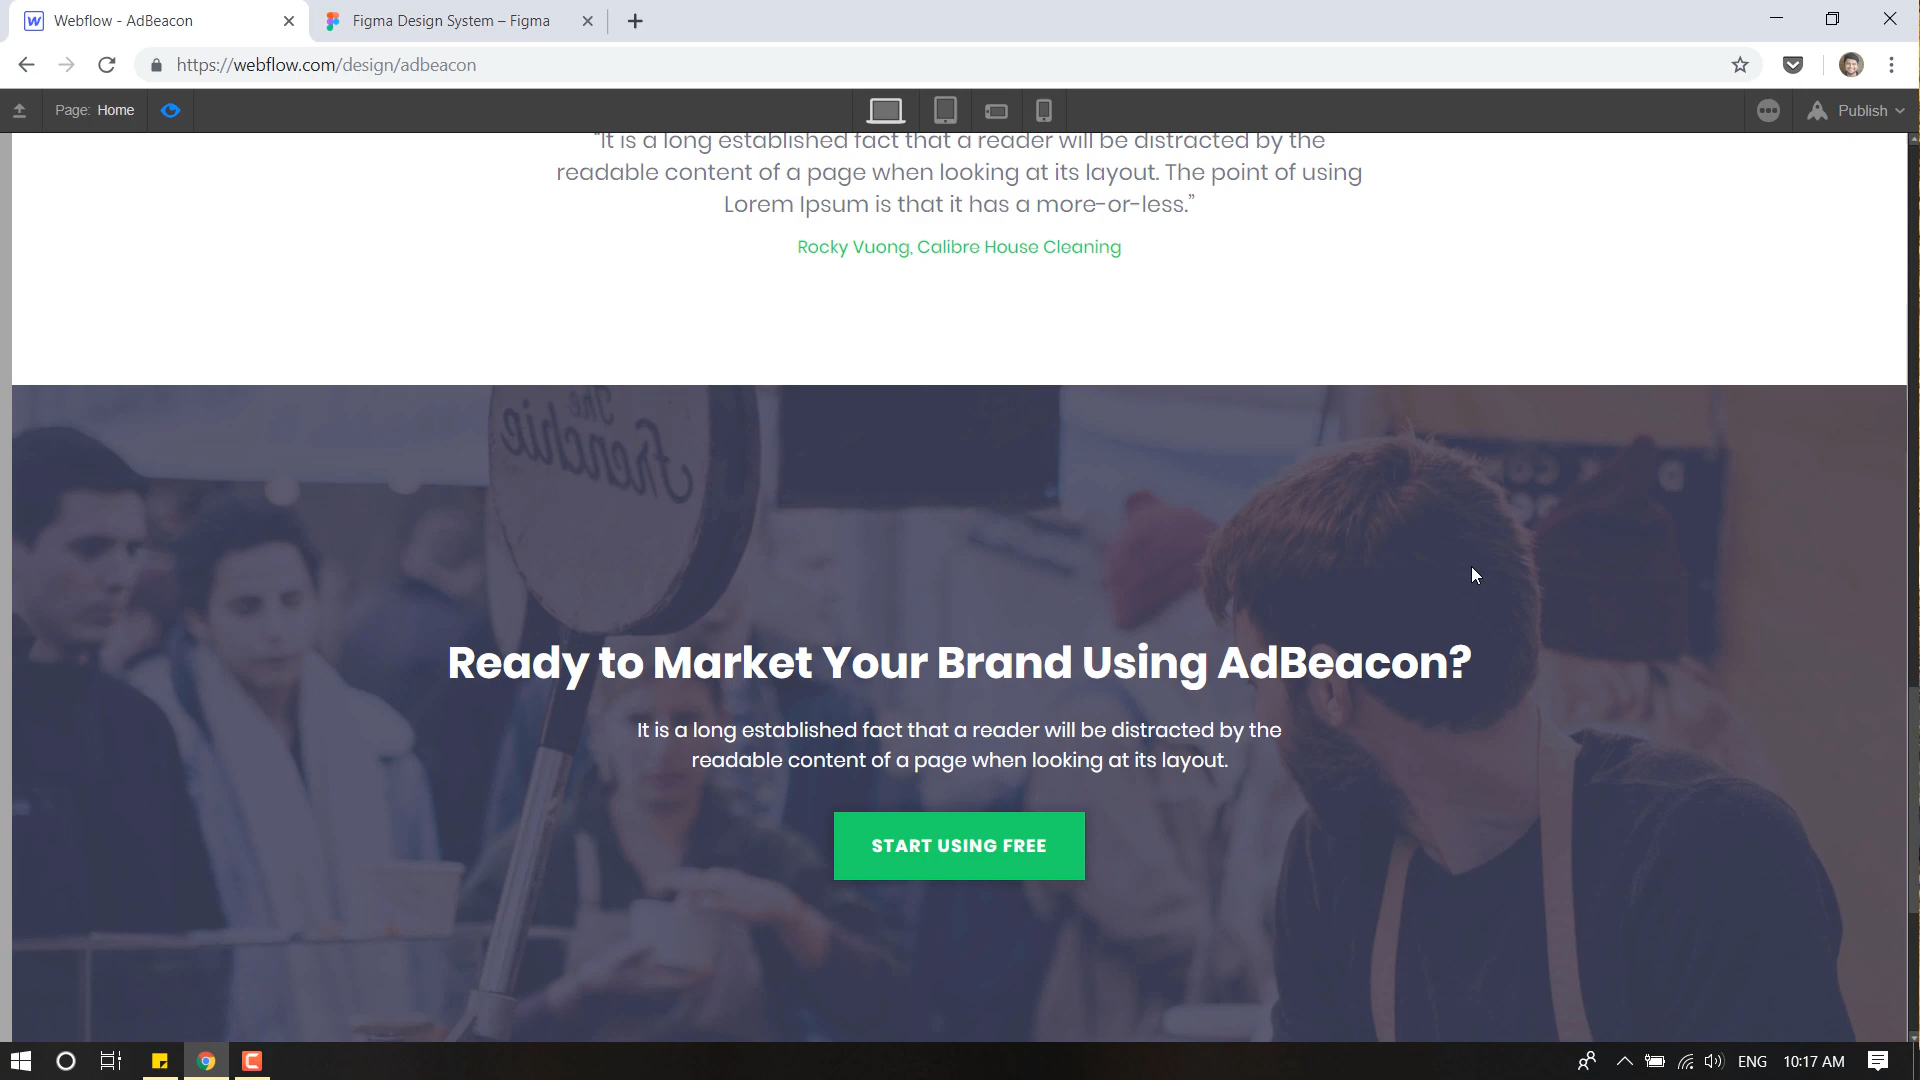 Webflow - AdBeacon
Figma Design System – Figma
https://webflow.com/design/adbeacon
Page: Home
Publish
“It is a long established fact that a reader will be distracted by the
readable content of a page when looking at its layout. The point of using
Lorem Ipsum is that it has a more-or-less.”
Rocky Vuong, Calibre House Cleaning
The
Frenchie
Ready to Market Your Brand Using AdBeacon?
It is a long established fact that a reader will be distracted by the
readable content of a page when looking at its layout.
START USING FREE
ENG
10:17 AM